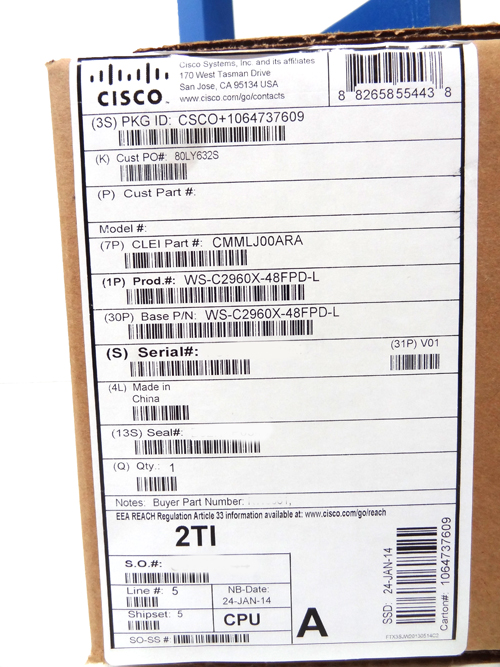 CISCO
Cisco Systems, Inc. and its affiliates
170 West Tasman Drive
San Jose, CA 95134 USA
www.cisco.com/go/contacts
8 82658 55443 8
(3S) PKG ID: CSCO+1064737609
(K) Cust PO#: 80LY632S
(P) Cust Part #:
Model #:
(7P) CLEI Part #: CMMLJ00ARA
(1P) Prod.#: WS-C2960X-48FPD-L
(30P) Base P/N: WS-C2960X-48FPD-L
(S) Serial#:
(31P) V01
(4L) Made in
China
(13S) Seal#:
(Q) Qty.: 1
Notes: Buyer Part Number:
EEA REACH Regulation Article 33 information available at: www.cisco.com/go/reach
2TI
S.O.#:
Line #: 5
NB-Date:
24-JAN-14
Shipset: 5
CPU
SO-SS #:
A
SSD: 24-JAN-14
Carton#: 1064737609